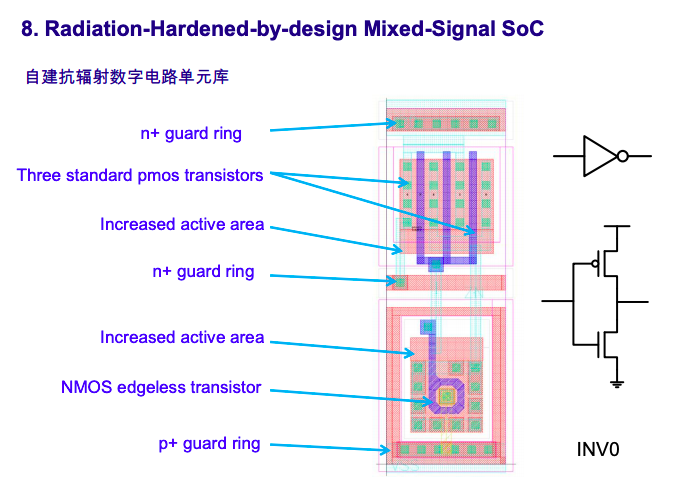 8. Radiation-Hardened-by-design Mixed-Signal SoC
自建抗辐射数字电路单元库
n+ guard ring
Three standard pmos transistors
Increased active area
n+ guard ring
Increased active area
NMOS edgeless transistor
p+ guard ring
VSS
INV0